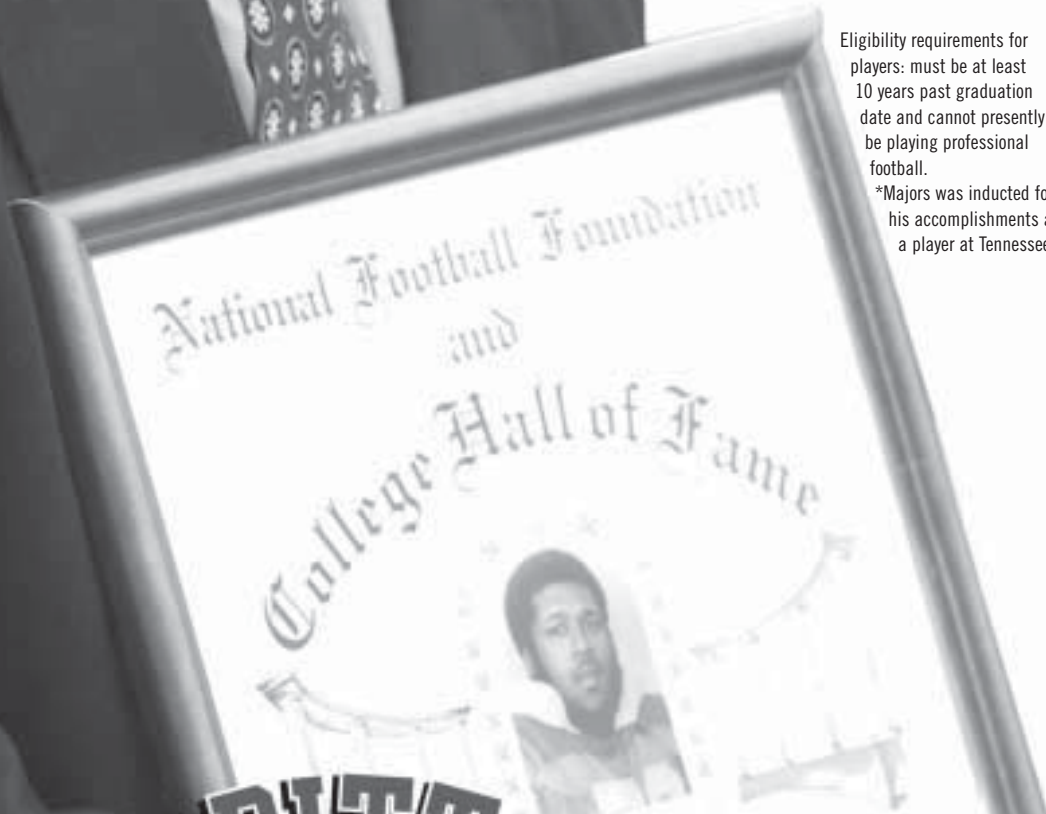 Eligibility requirements for
players: must be at least
10 years past graduation
date and cannot presently
be playing professional
football.
*Majors was inducted fo
his accomplishments a
a player at Tennessee
National Football Foundation
and
College Hall of Fame
PITT